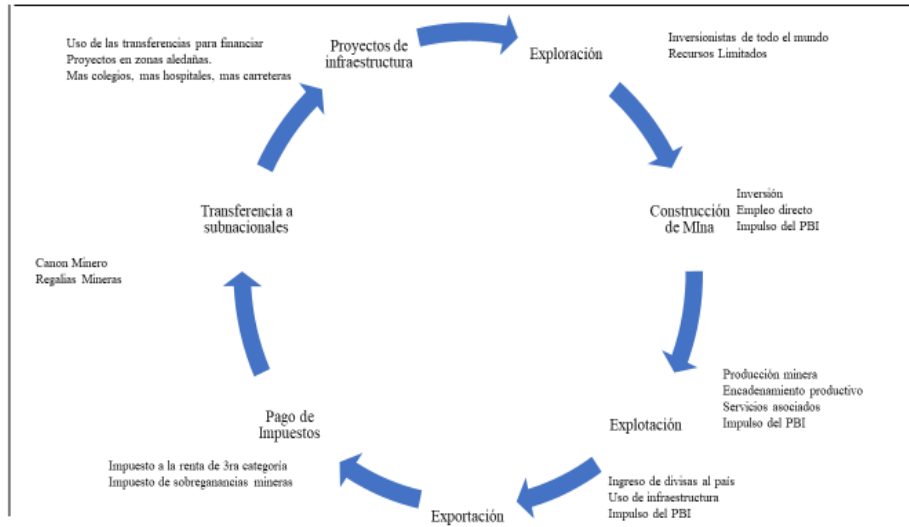 Uso de las transferencias para financiar
Proyectos en zonas aledañas.
Mas colegios, mas hospitales, mas carreteras
Proyectos de
infraestructura
Exploración
Inversionistas de todo el mundo
Recursos Limitados
Construcción
de MIna
Inversión
Empleo directo
Impulso del PBI
Explotación
Producción minera
Encadenamiento productivo
Servicios asociados
Impulso del PBI
Exportación
Ingreso de divisas al país
Uso de infraestructura
Impulso del PBI
Pago de
Impuestos
Impuesto a la renta de 3ra categoría
Impuesto de sobreganancias mineras
Transferencia a
subnacionales
Canon Minero
Regalias Mineras